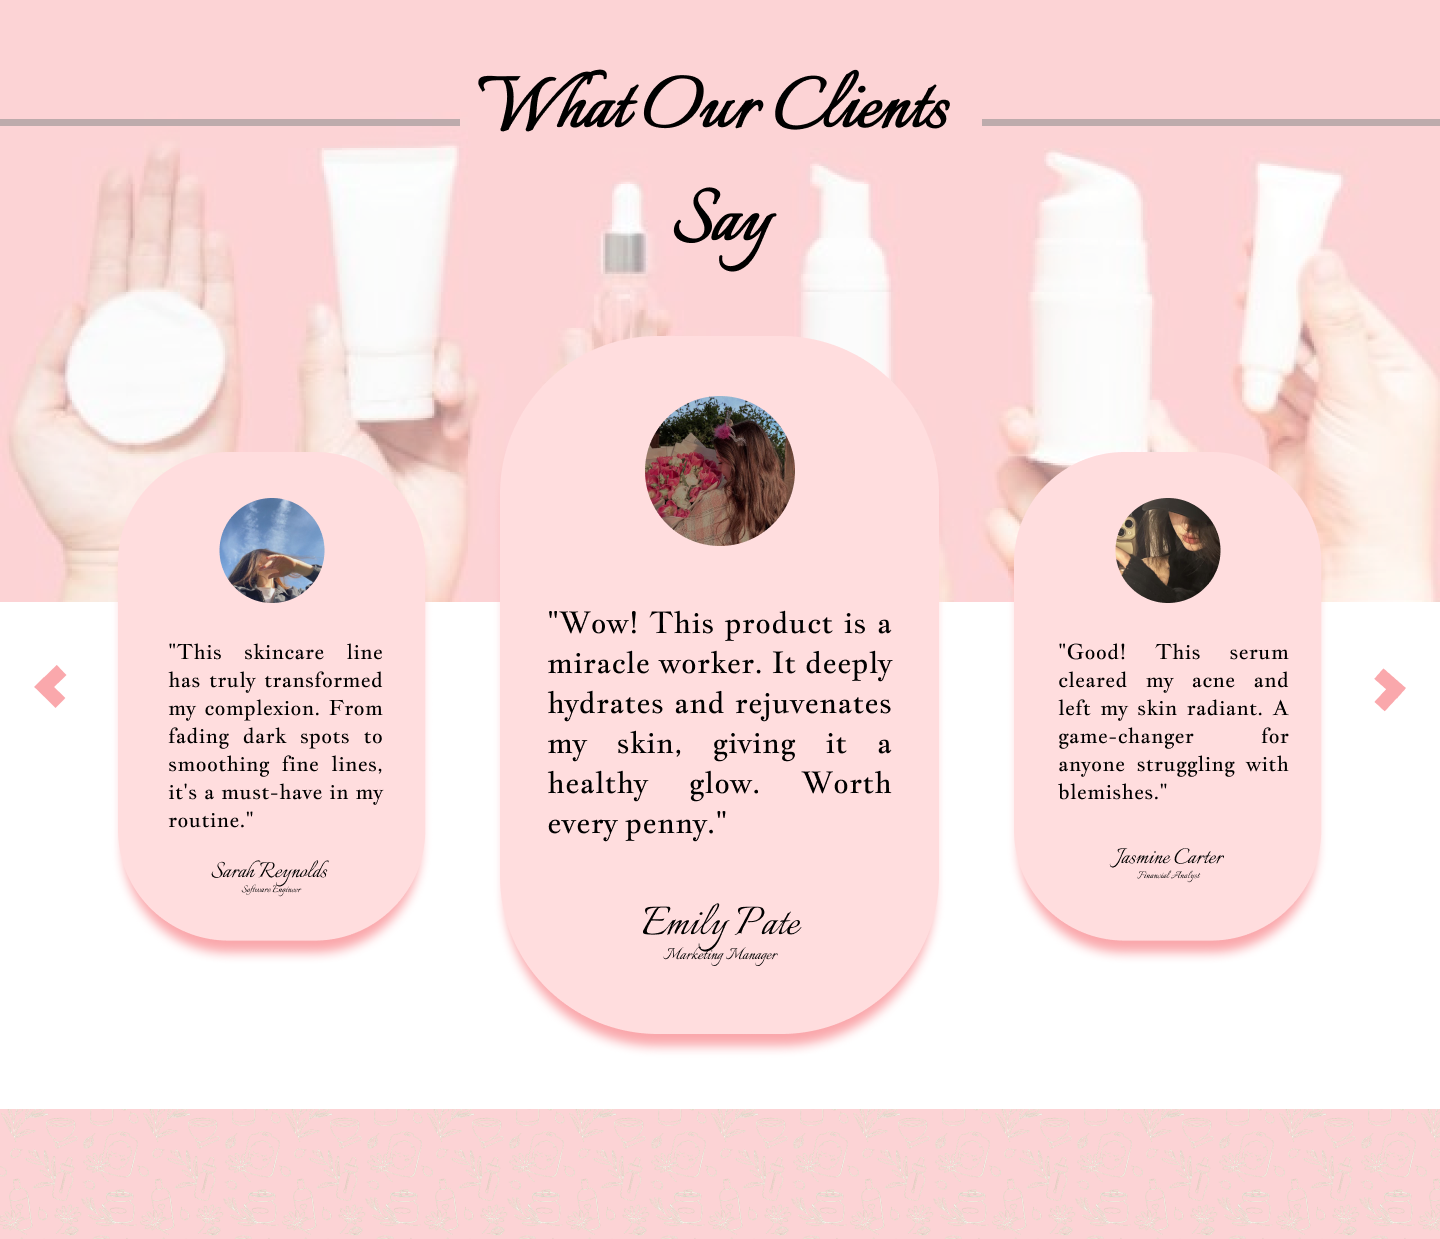 What Our Clients
Say
"This skincare line
has truly transformed
my complexion. From
fading dark spots to
smoothing fine lines,
it's a must-have in my
routine."
Sarah Reynolds
Software Engineer
"Wow! This product is a
miracle worker. It deeply
hydrates and rejuvenates
my skin, giving it a
healthy glow. Worth
every penny."
Emily Pate
Marketing Manager
"Good! This serum
cleared my acne and
left my skin radiant. A
game-changer for
anyone struggling with
blemishes."
Jasmine Carter
Financial Analyst